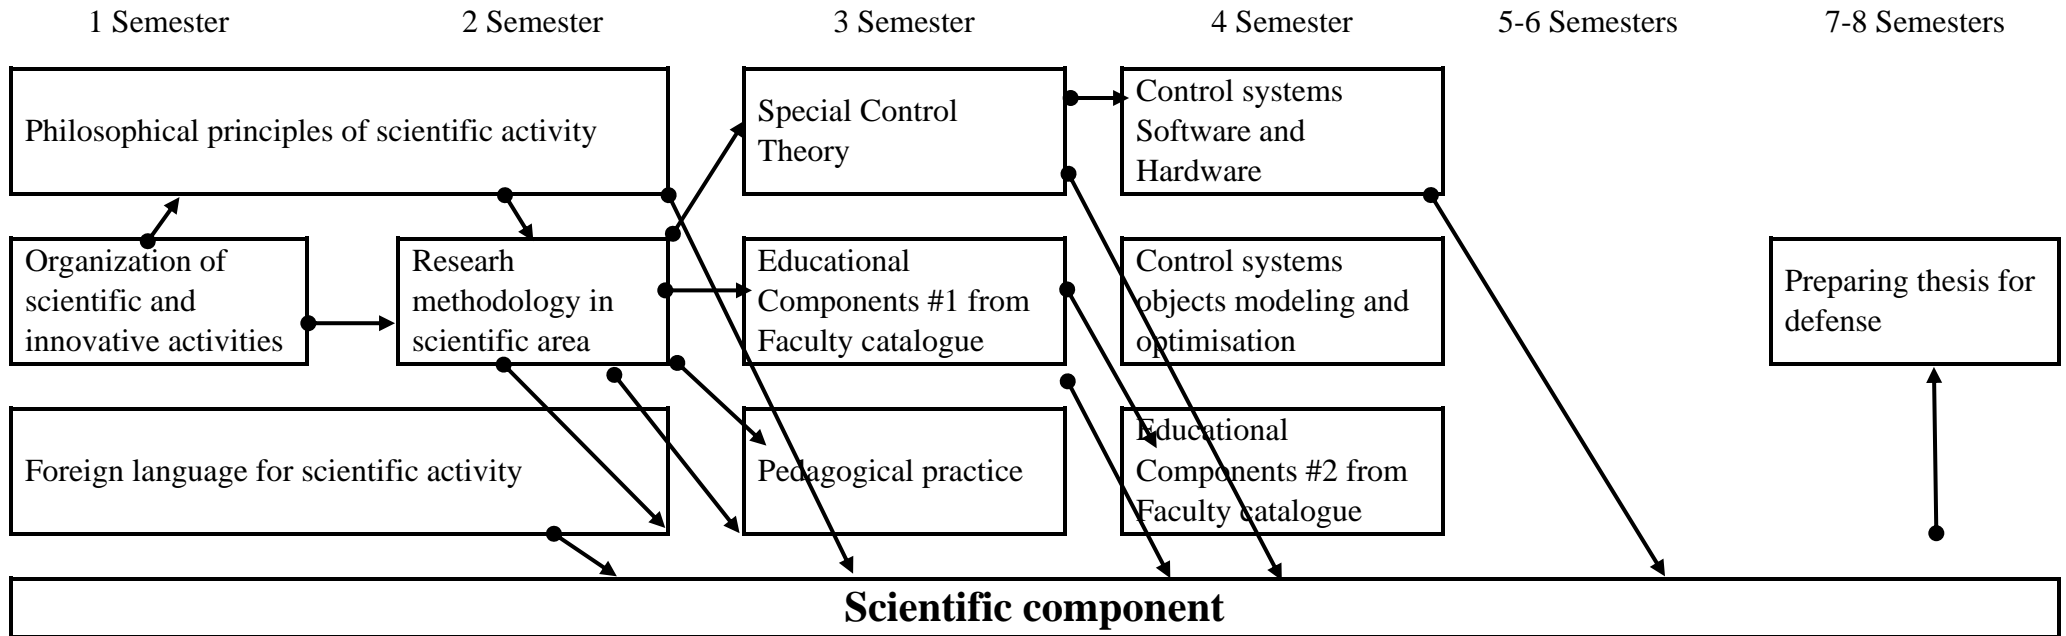 1 Semester
2 Semester
3 Semester
4 Semester
5-6 Semesters
7-8 Semesters
Philosophical principles of scientific activity
Special Control
Theory
Control systems
Software and
Hardware
Organization of
scientific and
innovative activities
Researh
methodology in
scientific area
Educational
Components #1 from
Faculty catalogue
Control systems
objects modeling and
optimisation
Preparing thesis for
defense
Foreign language for scientific activity
Pedagogical practice
Educational
Components #2 from
Faculty catalogue
Scientific component